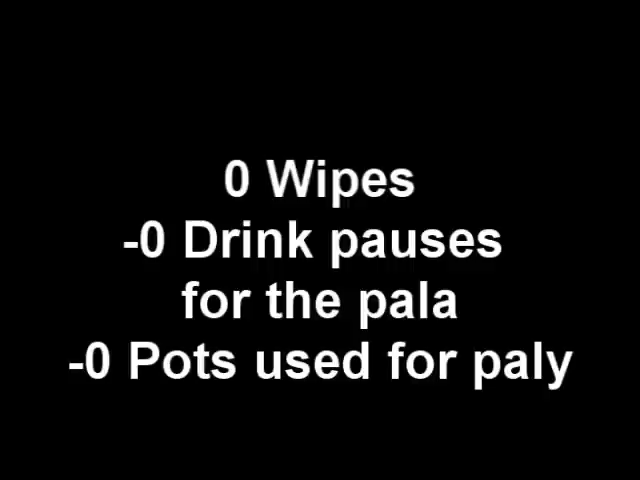 0 Wipes
-0 Drink pauses
for the pala
-0 Pots used for paly